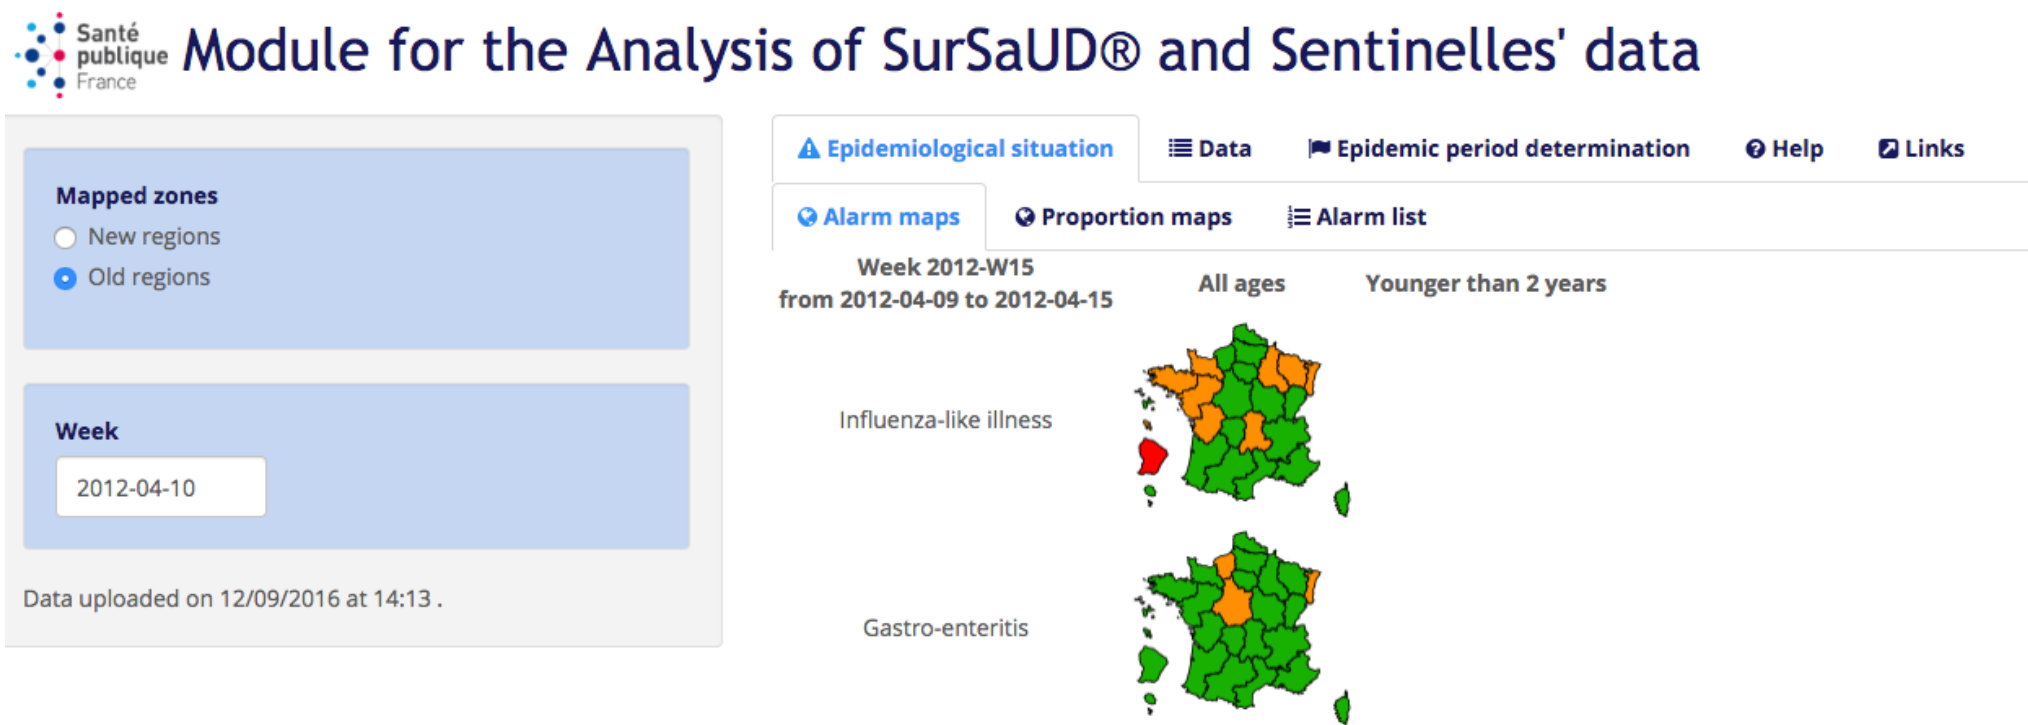 Santé
publique
France
Module for the Analysis of SurSaUD® and Sentinelles' data
Mapped zones
New regions
Old regions
Week
2012-04-10
Data uploaded on 12/09/2016 at 14:13 .
Epidemiological situation Data Epidemic period determination Help Links
Alarm maps Proportion maps Alarm list
Week 2012-W15
from 2012-04-09 to 2012-04-15
All ages Younger than 2 years
Influenza-like illness
Gastro-enteritis